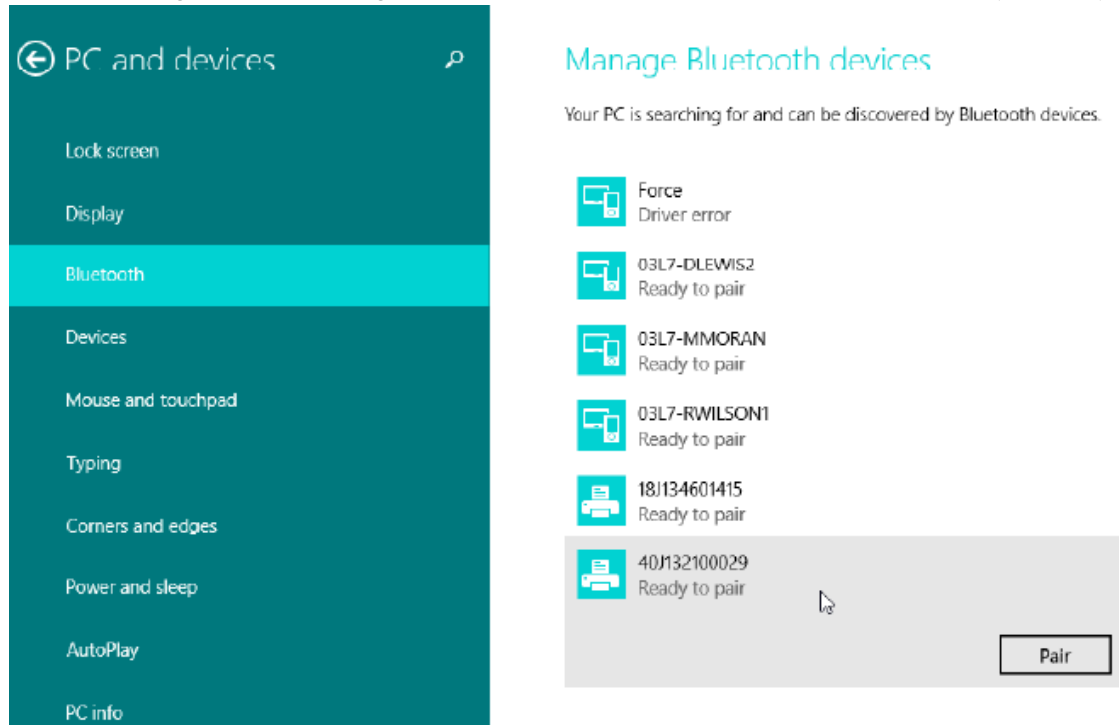 PC and devices
Lock screen
Display
Bluetooth
Devices
Mouse and touchpad
Typing
Corners and edges
Power and sleep
AutoPlay
PC info
Manage Bluetooth devices
Your PC is searching for and can be discovered by Bluetooth devices.
Force
Driver error
03L7-DLEWIS2
Ready to pair
03L7-MMORAN
Ready to pair
03L7-RWILSON1
Ready to pair
18J134601415
Ready to pair
40J132100029
Ready to pair
Pair